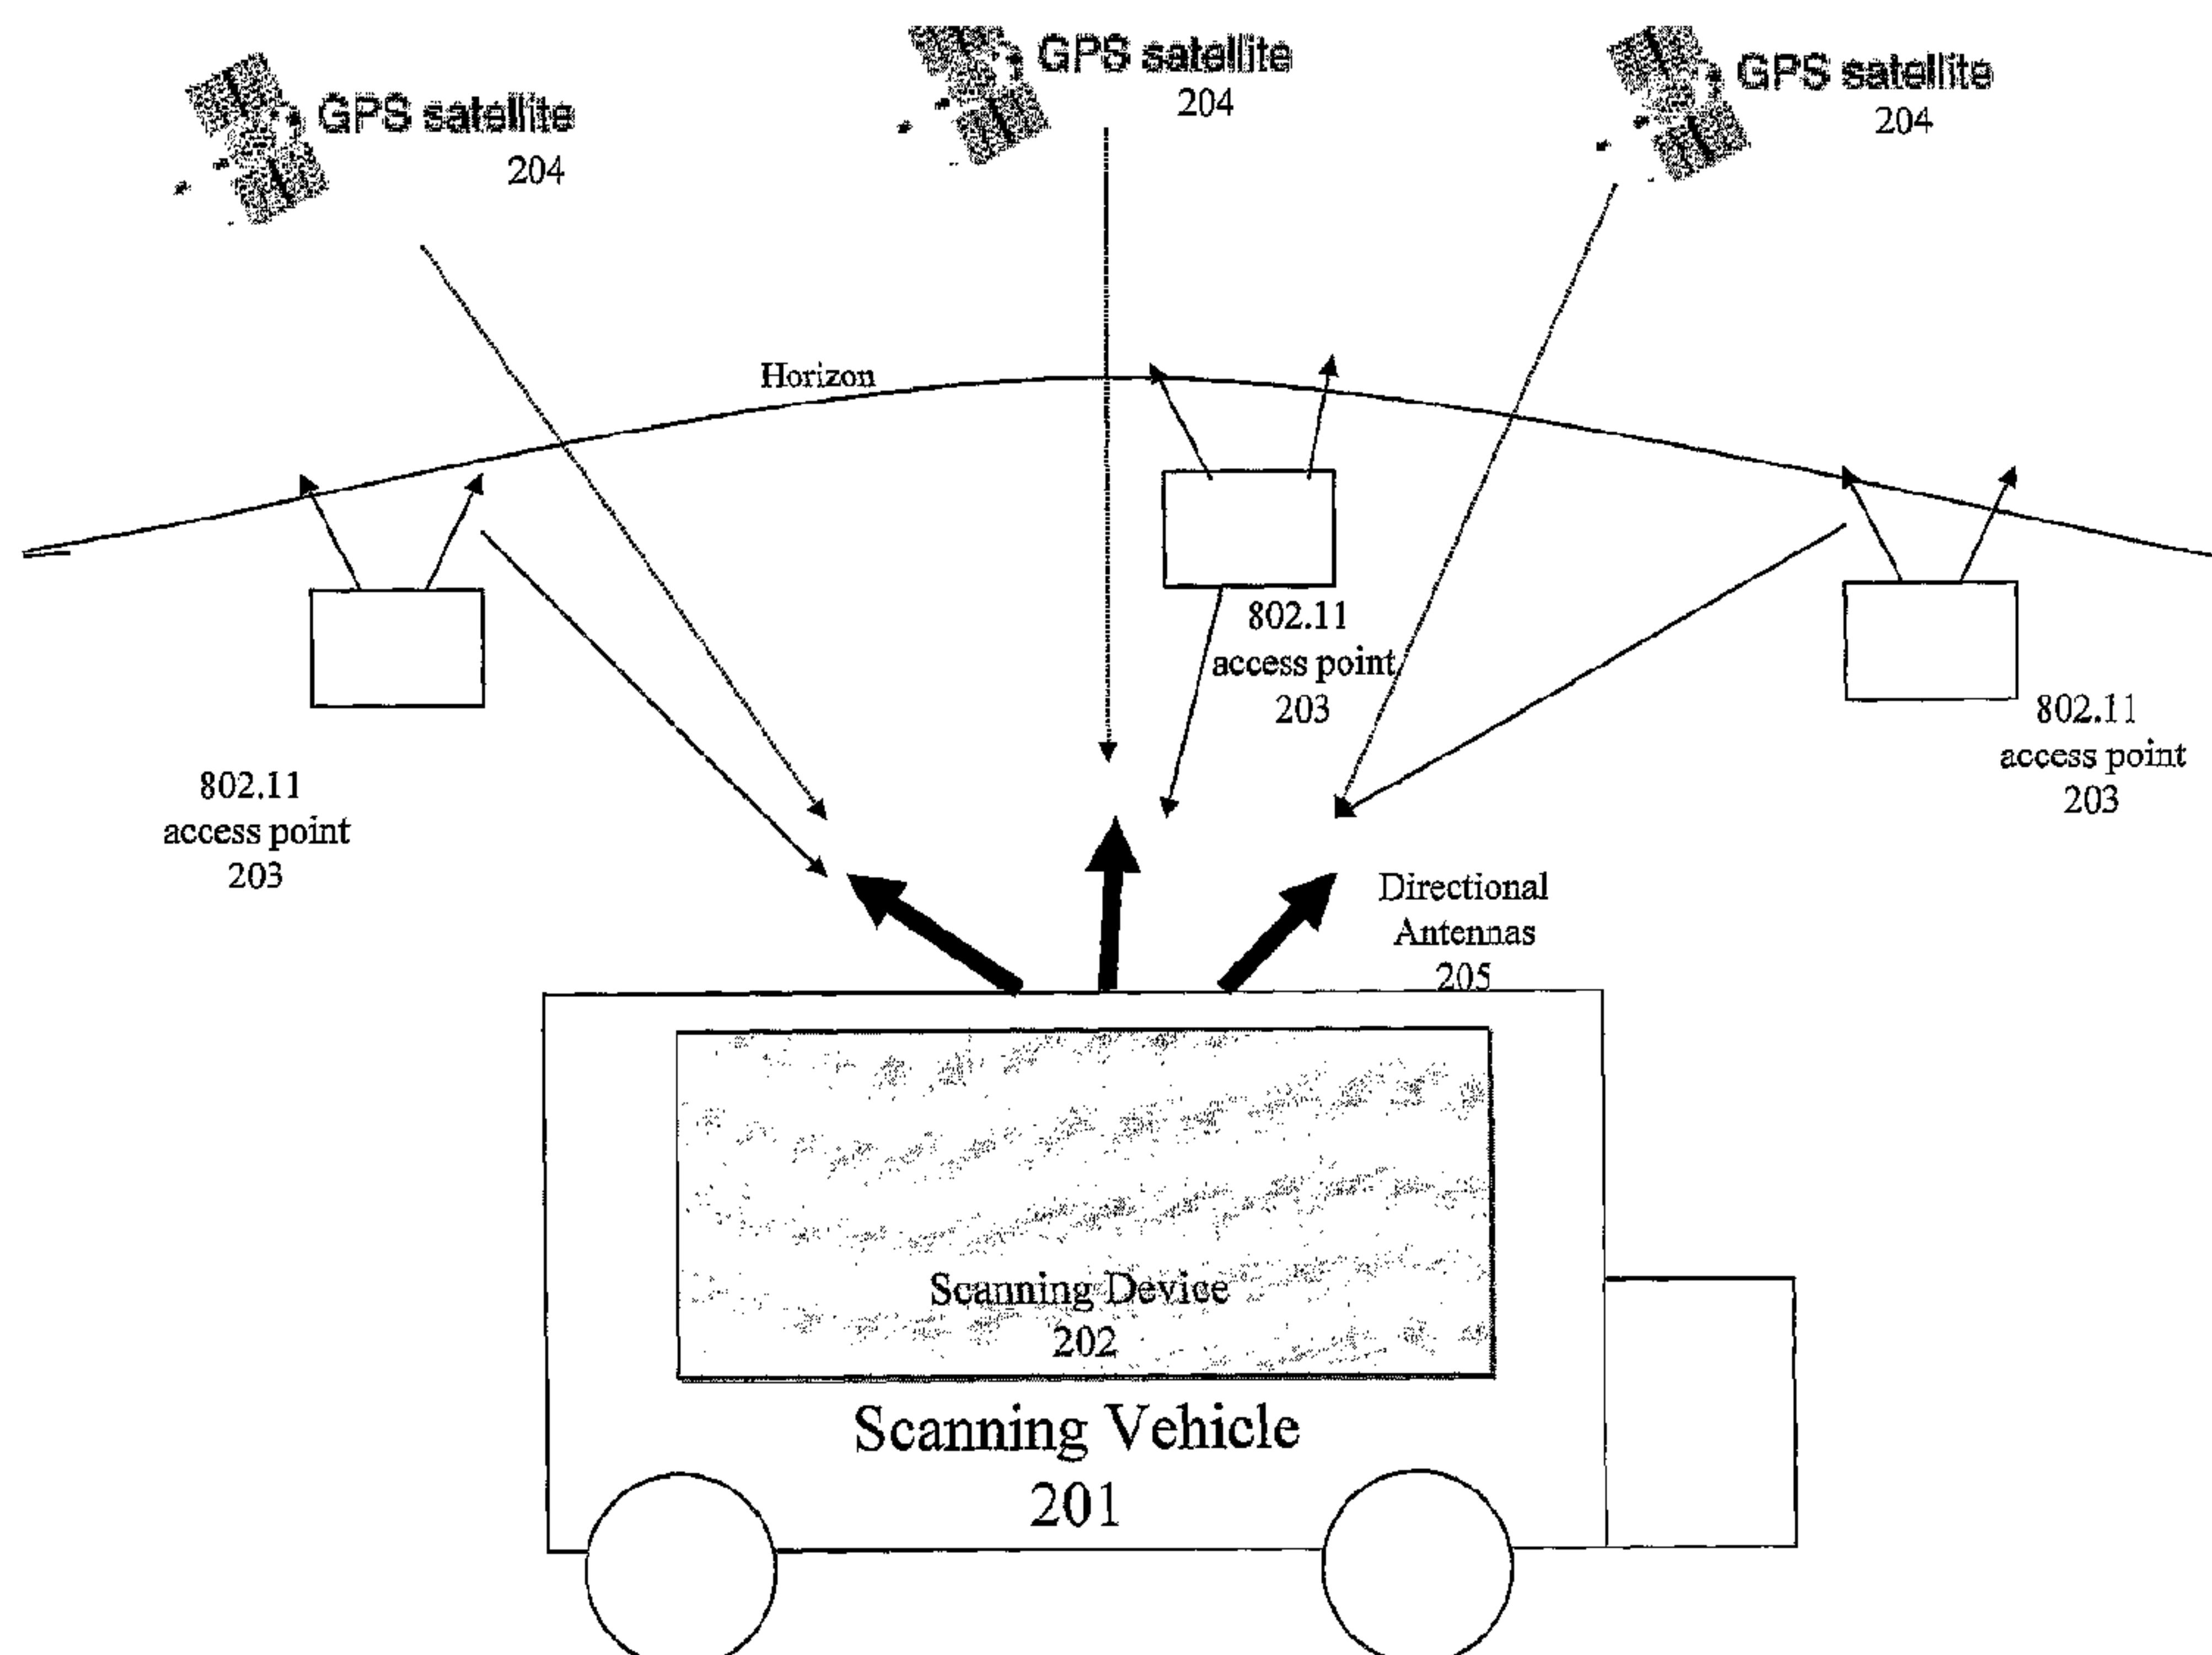 GPS satellite
204
GPS satellite
204
GPS satellite
204
Horizon
802.11
access point
203
802.11
access point
203
802.11
access point
203
Directional
Antennas
205
Scanning Device
202
Scanning Vehicle
201